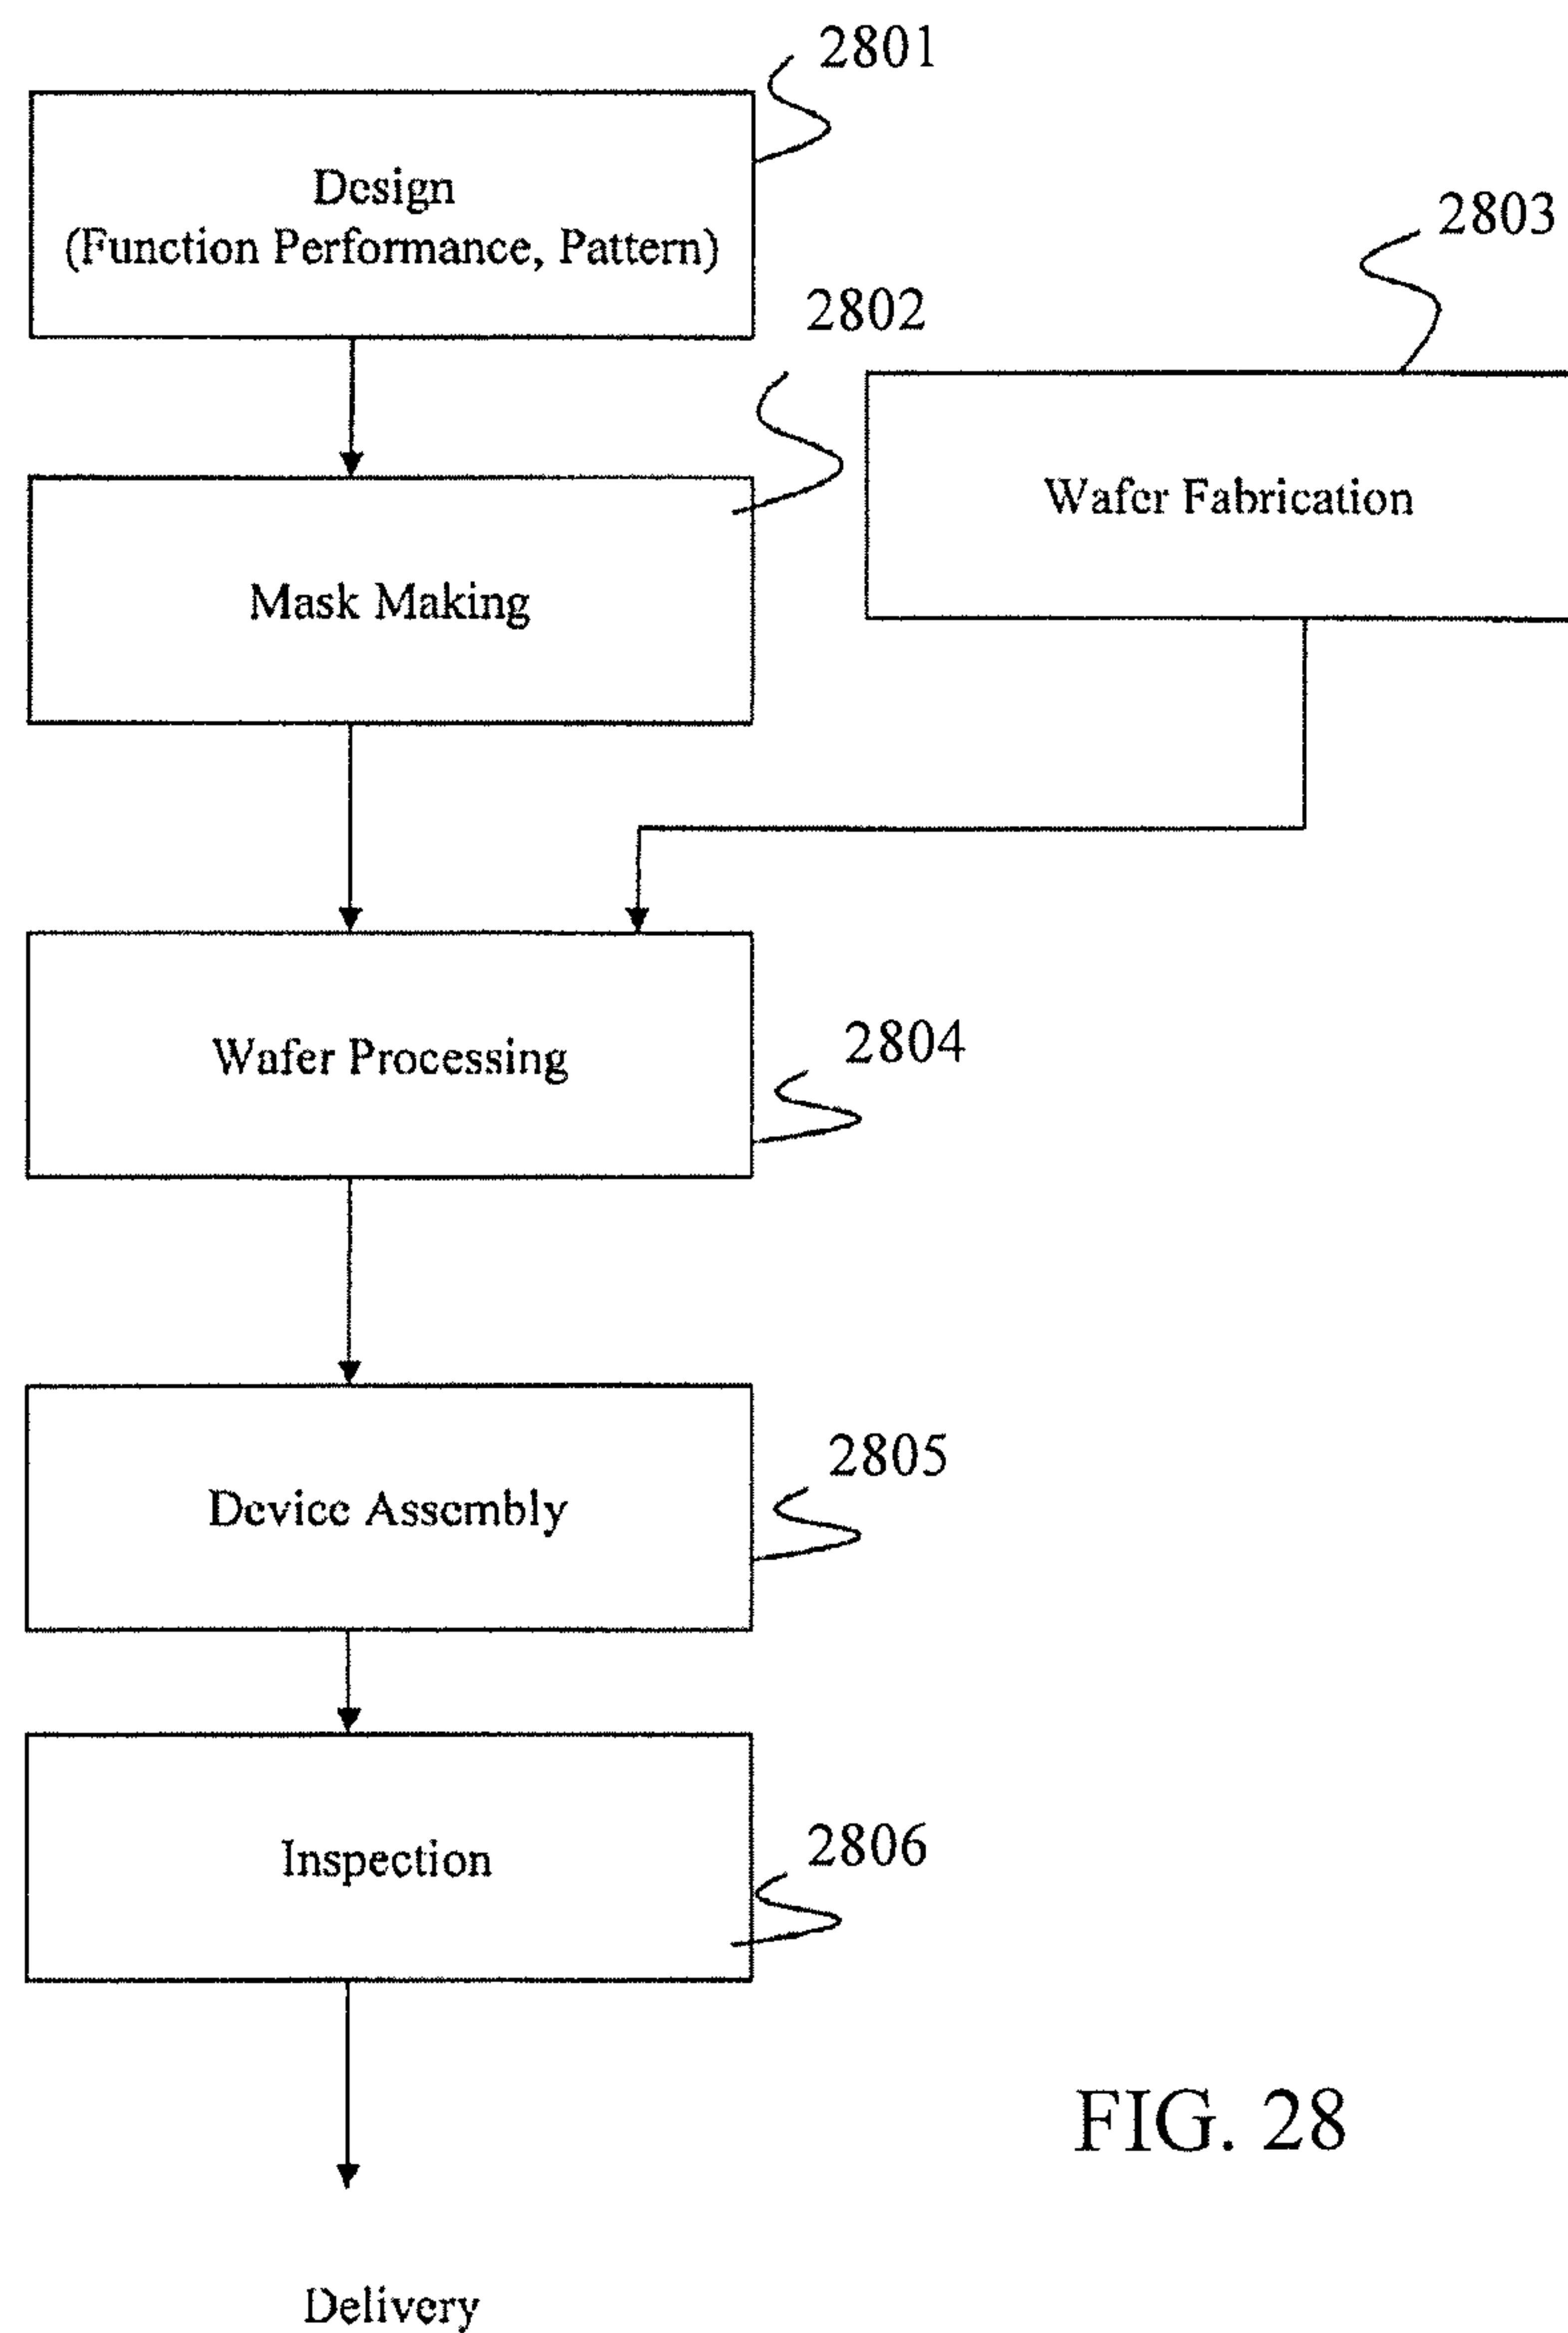 2801
Design
(Function Performance, Pattern)
2803
2802
Wafer Fabrication
Mask Making
Wafer Processing
2804
2805
Device Assembly
2806
Inspection
FIG. 28
Delivery